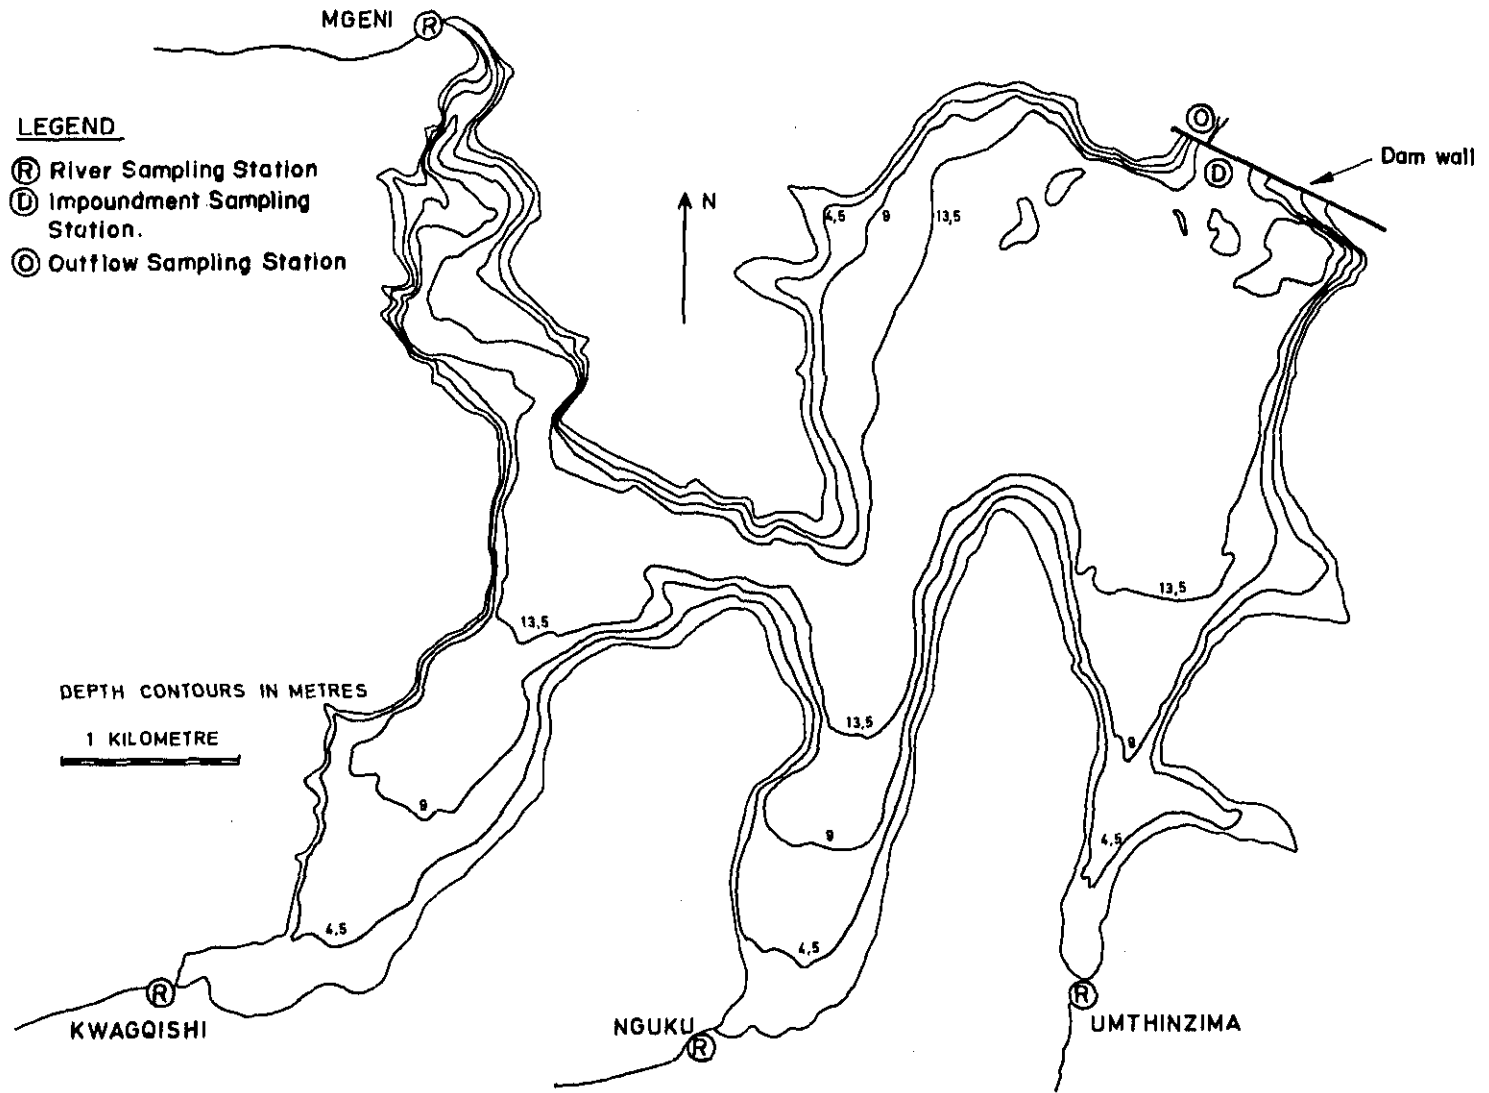 MGENI
R
LEGEND
R River Sampling Station
D Impoundment Sampling
Station.
O Outflow Sampling Station
O
D
Dam wall
N
4,5
9
13,5
13,5
13,5
DEPTH CONTOURS IN METRES
1 KILOMETRE
13,5
9
9
9
4,5
4,5
4,5
R
KWAGQISHI
NGUKU
R
R
UMTHINZIMA